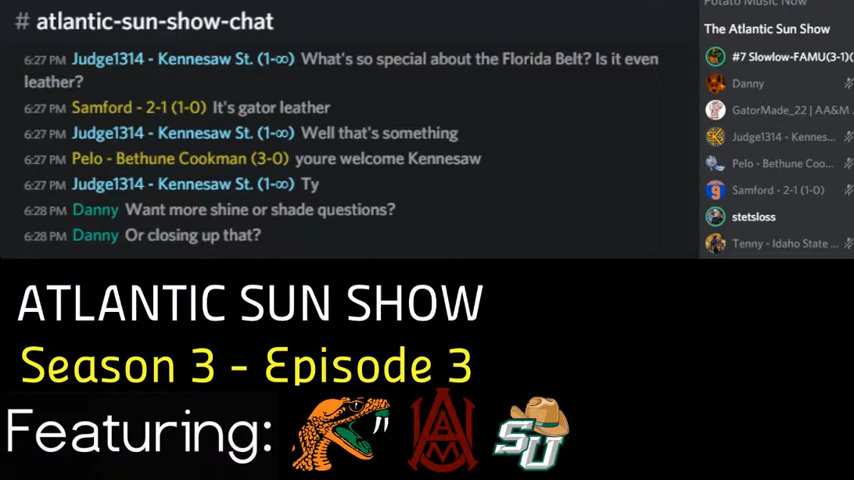 # atlantic-sun-show-chat
6:27 PM Judge1314 - Kennesaw St. (1-∞) What's so special about the Florida Belt? Is it even
leather?
6:27 PM Samford - 2-1 (1-0) It's gator leather
6:27 PM Judge1314 - Kennesaw St. (1-∞) Well that's something
6:27 PM Pelo - Bethune Cookman (3-0) youre welcome Kennesaw
6:27 PM Judge1314 - Kennesaw St. (1-∞) Ty
6:28 PM Danny Want more shine or shade questions?
6:28 PM Danny Or closing up that?
Potato Music Now
The Atlantic Sun Show
#7 Slowlow-FAMU(3-1)(
Danny
GatorMade_22 | AA&M
Judge1314 - Kennes...
Pelo - Bethune Coo...
9 Samford - 2-1 (1-0)
stetsloss
Tenny - Idaho State ...
ATLANTIC SUN SHOW
Season 3 - Episode 3
Featuring:
AAM
SU